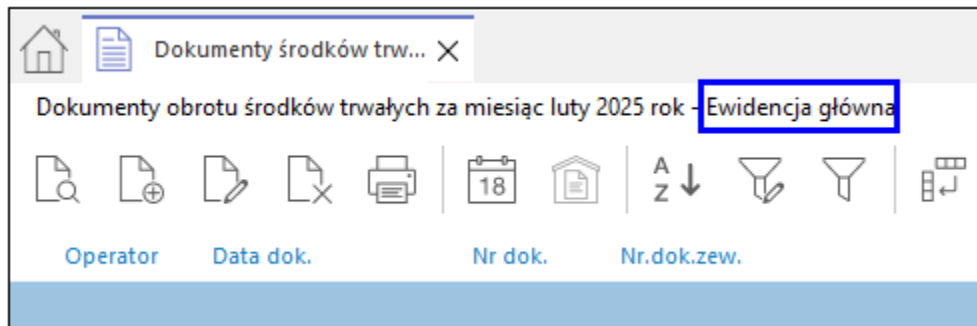 Dokumenty środków trw...
Dokumenty obrotu środków trwałych za miesiąc luty 2025 rok - Ewidencja główna
18 A Z
Operator Data dok. Nr dok. Nr.dok.zew.